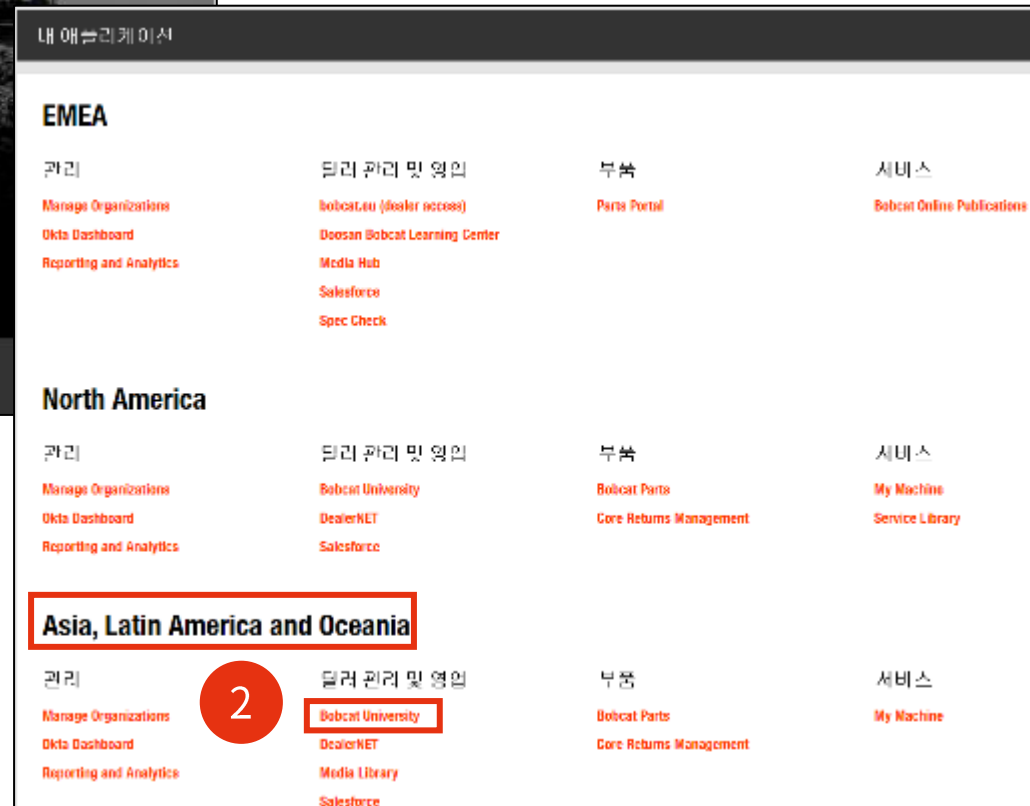 내 애플리케이션
EMEA
관리 딜러 관리 및 영업 부품 서비스
Manage Organizations bobcat.eu (dealer access) Parts Portal Bobcat Online Publications
Okta Dashboard Doosan Bobcat Learning Center
Reporting and Analytics Media Hub
Salesforce
Spec Check
North America
관리 딜러 관리 및 영업 부품 서비스
Manage Organizations Bobcat University Bobcat Parts My Machine
Okta Dashboard DealerNET Core Returns Management Service Library
Reporting and Analytics Salesforce
Asia, Latin America and Oceania
관리 딜러 관리 및 영업 부품 서비스
2
Manage Organizations Bobcat University Bobcat Parts My Machine
Okta Dashboard DealerNET Core Returns Management
Reporting and Analytics Media Library
Salesforce